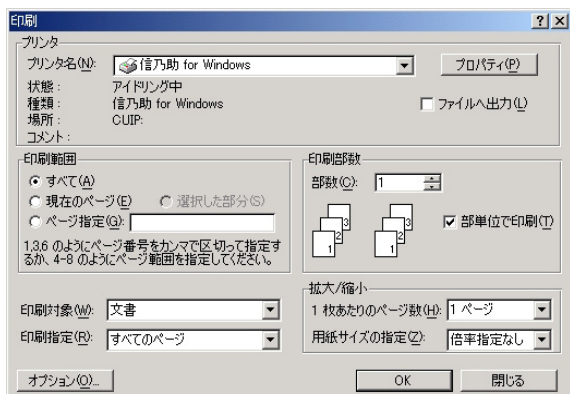 印刷
プリンタ
プリンタ名(N): 信乃助 for Windows プロパティ(P)
状態: アイドリング中
種類: 信乃助 for Windows ファイルへ出力(L)
場所: CUIP:
コメント:
印刷範囲
すべて(A)
現在のページ(E) 選択した部分(S)
ページ指定(G):
1,3,6 のようにページ番号をカンマで区切って指定す
るか、4-8 のようにページ範囲を指定してください。
印刷部数
部数(C): 1
1 2 3 1 2 3
部単位で印刷(T)
印刷対象(W): 文書
印刷指定(R): すべてのページ
拡大/縮小
1 枚あたりのページ数(H): 1 ページ
用紙サイズの指定(Z): 倍率指定なし
オプション(O)... OK 閉じる